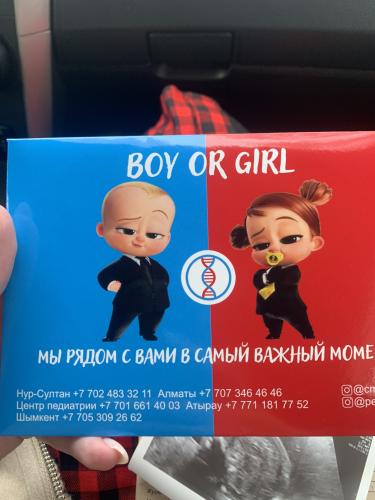 BOY OR GIRL
МЫ РЯДОМ С ВАМИ В САМЫЙ ВАЖНЫЙ МОМЕ
Нур-Султан +7 702 483 32 11 Алматы +7 707 346 46 46
Центр педиатрии +7 701 661 40 03 Атырау +7 771 181 77 52
Шымкент +7 705 309 26 62
@cm
@pe